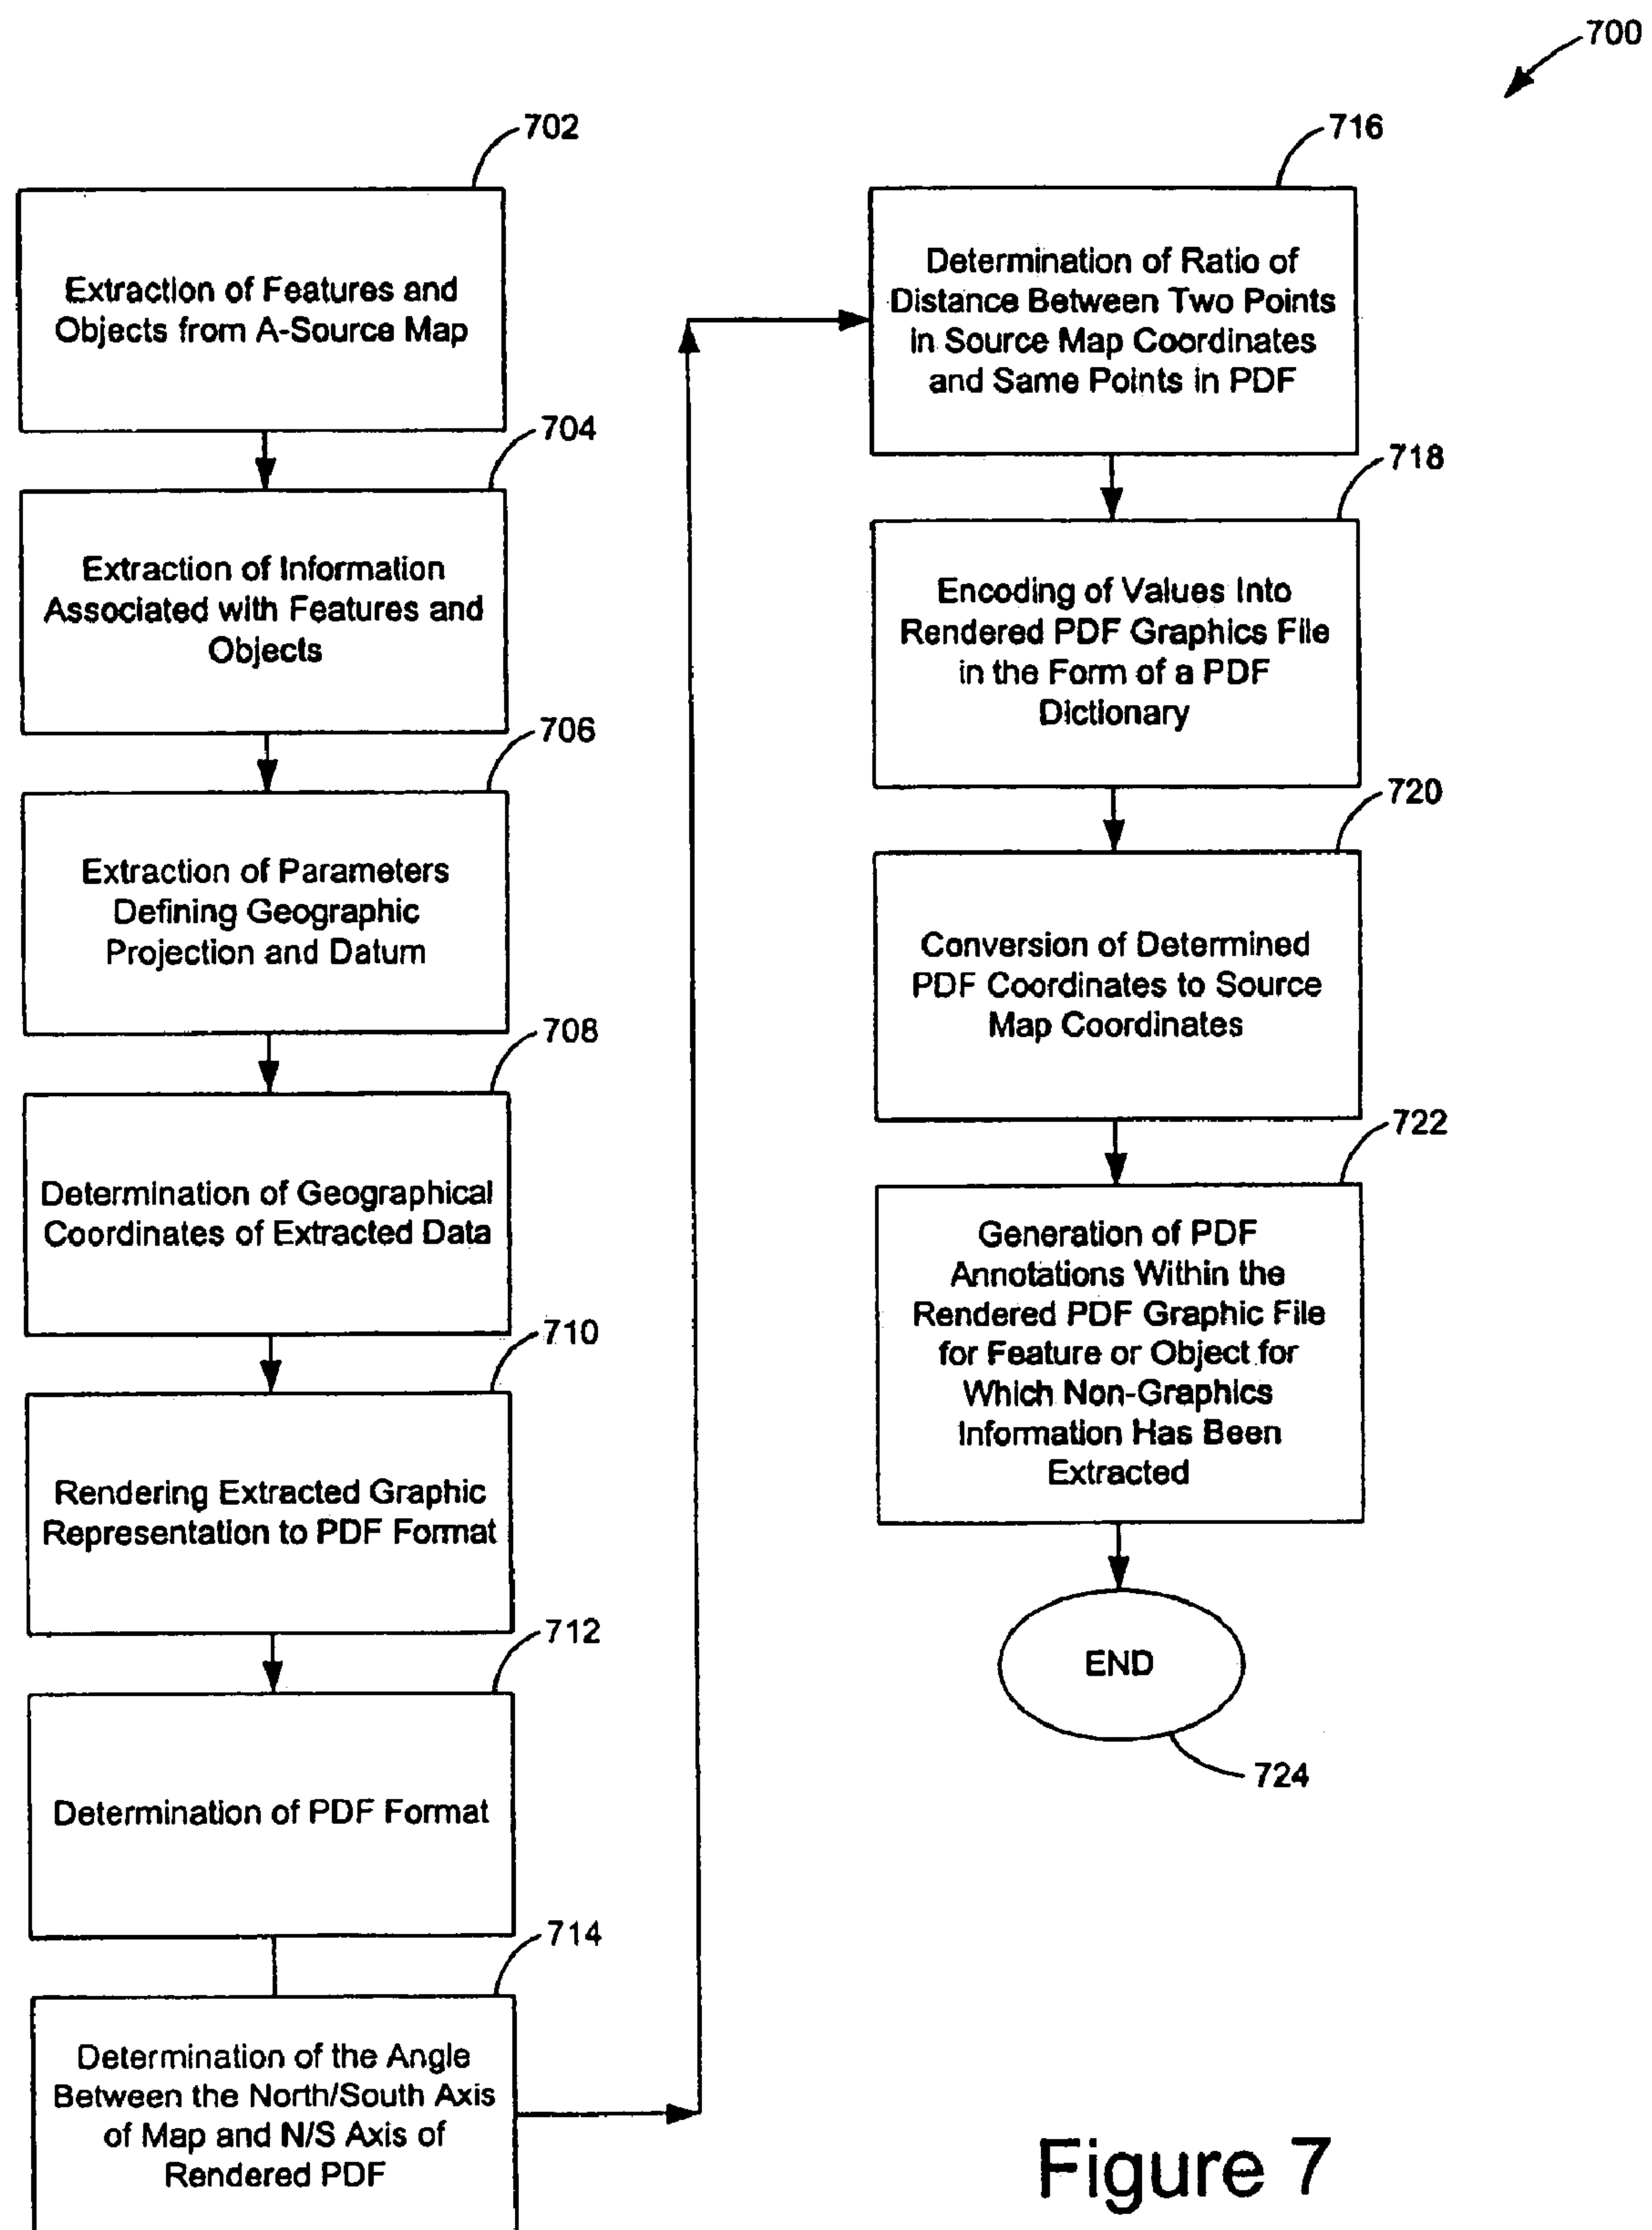 700
702
Extraction of Features and
Objects from A-Source Map
704
Extraction of Information
Associated with Features and
Objects
706
Extraction of Parameters
Defining Geographic
Projection and Datum
708
Determination of Geographical
Coordinates of Extracted Data
710
Rendering Extracted Graphic
Representation to PDF Format
712
Determination of PDF Format
714
Determination of the Angle
Between the North/South Axis
of Map and N/S Axis of
Rendered PDF
716
Determination of Ratio of
Distance Between Two Points
in Source Map Coordinates
and Same Points in PDF
718
Encoding of Values Into
Rendered PDF Graphics File
in the Form of a PDF
Dictionary
720
Conversion of Determined
PDF Coordinates to Source
Map Coordinates
722
Generation of PDF
Annotations Within the
Rendered PDF Graphic File
for Feature or Object for
Which Non-Graphics
Information Has Been
Extracted
END
724
Figure 7